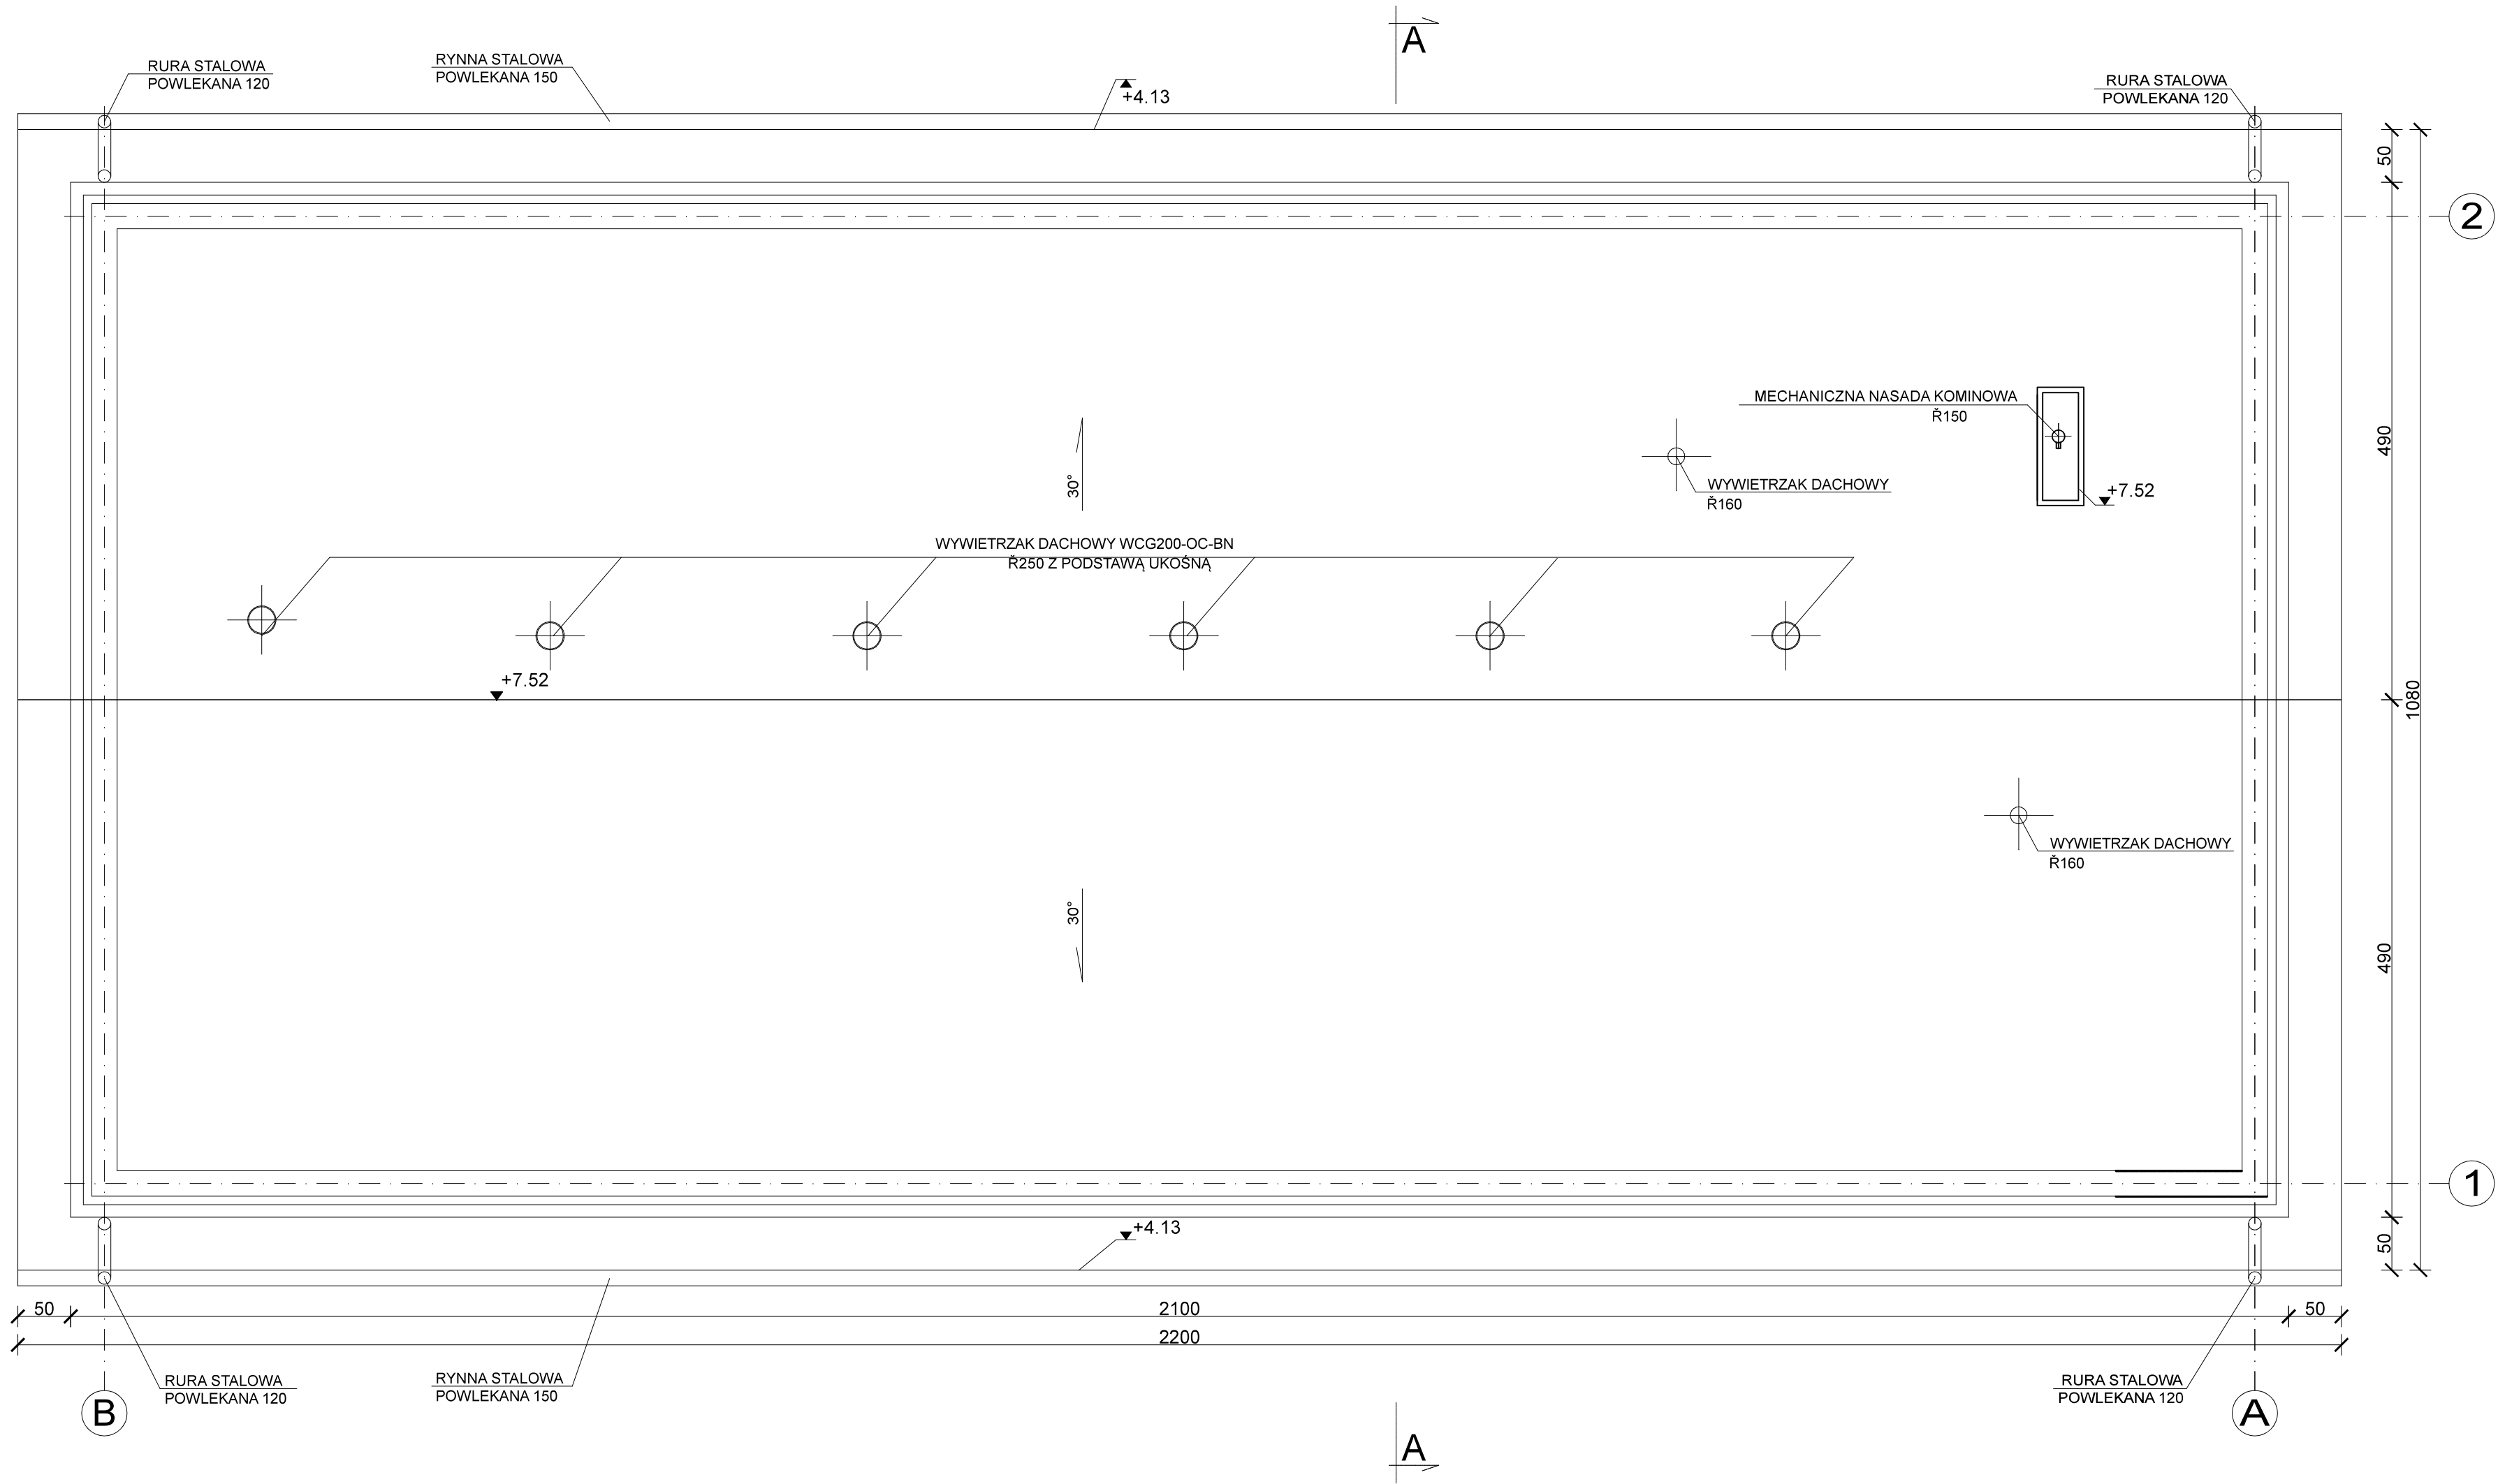 A
RURA STALOWA
POWLEKANA 120
RYNNA STALOWA
POWLEKANA 150
+4.13
RURA STALOWA
POWLEKANA 120
50
2
MECHANICZNA NASADA KOMINOWA
Ř150
490
30°
WYWIETRZAK DACHOWY
Ř160
+7.52
WYWIETRZAK DACHOWY WCG200-OC-BN
Ř250 Z PODSTAWĄ UKOŚNĄ
+7.52
1080
WYWIETRZAK DACHOWY
Ř160
30°
490
1
+4.13
50
50
2100
50
2200
RURA STALOWA
POWLEKANA 120
RYNNA STALOWA
POWLEKANA 150
RURA STALOWA
POWLEKANA 120
B
A
A